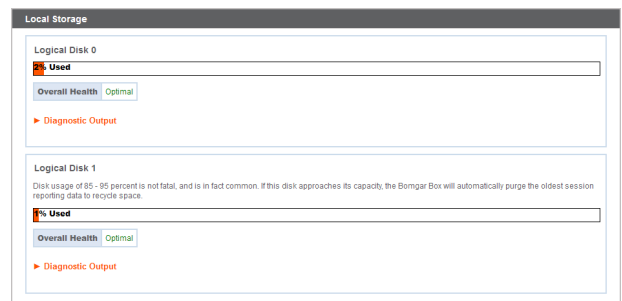 Local Storage
Logical Disk 0
2% Used
Overall Health Optimal
► Diagnostic Output
Logical Disk 1
Disk usage of 85 - 95 percent is not fatal, and is in fact common. If this disk approaches its capacity, the Bomgar Box will automatically purge the oldest session
reporting data to recycle space.
1% Used
Overall Health Optimal
► Diagnostic Output